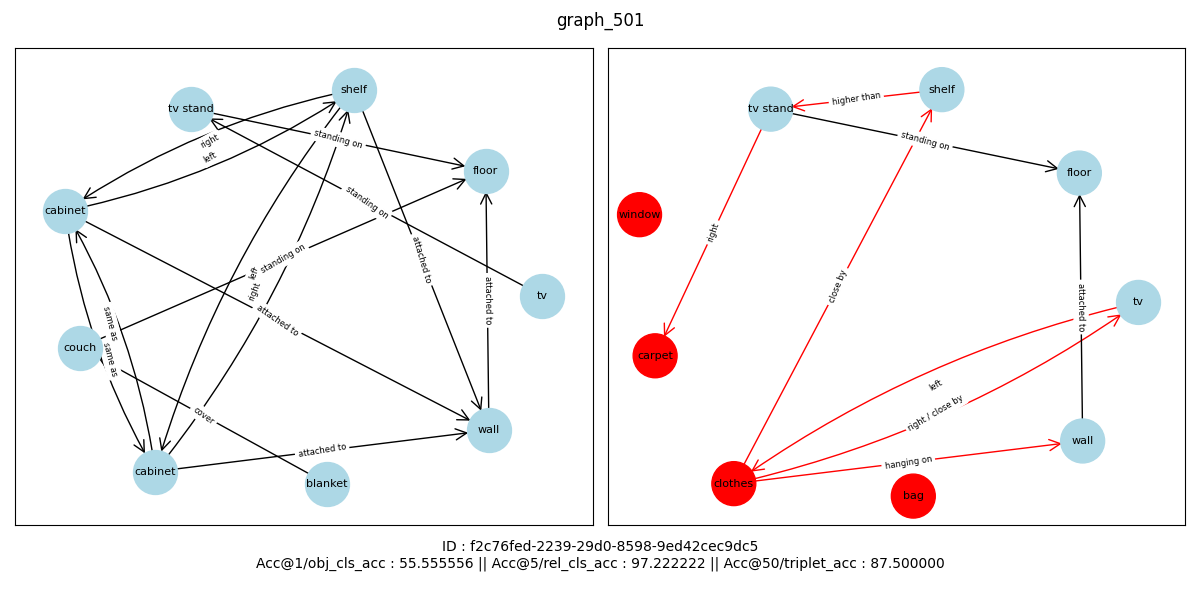 graph_501
shelf
tv stand
right
left
standing on
floor
cabinet
standing on
standing on
attached to
left
right
tv
attached to
attached to
same as
couch
same as
cover
wall
attached to
cabinet
blanket
shelf
higher than
tv stand
standing on
floor
window
right
close by
tv
attached to
carpet
left
right / close by
wall
hanging on
clothes
bag
ID : f2c76fed-2239-29d0-8598-9ed42cec9dc5
Acc@1/obj_cls_acc : 55.555556 || Acc@5/rel_cls_acc : 97.222222 || Acc@50/triplet_acc : 87.500000